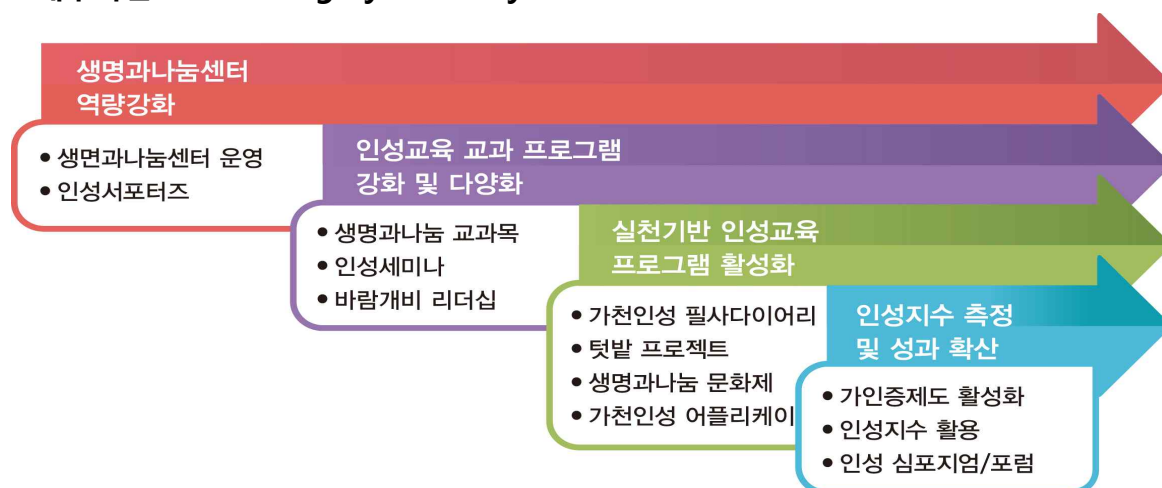 생명과나눔센터
역량강화
• 생면과나눔센터 운영
• 인성서포터즈
인성교육 교과 프로그램
강화 및 다양화
• 생명과나눔 교과목
• 인성세미나
• 바람개비 리더십
실천기반 인성교육
프로그램 활성화
• 가천인성 필사다이어리
• 텃밭 프로젝트
• 생명과나눔 문화제
• 가천인성 어플리케이
인성지수 측정
및 성과 확산
• 가인증제도 활성화
• 인성지수 활용
• 인성 심포지엄/포럼